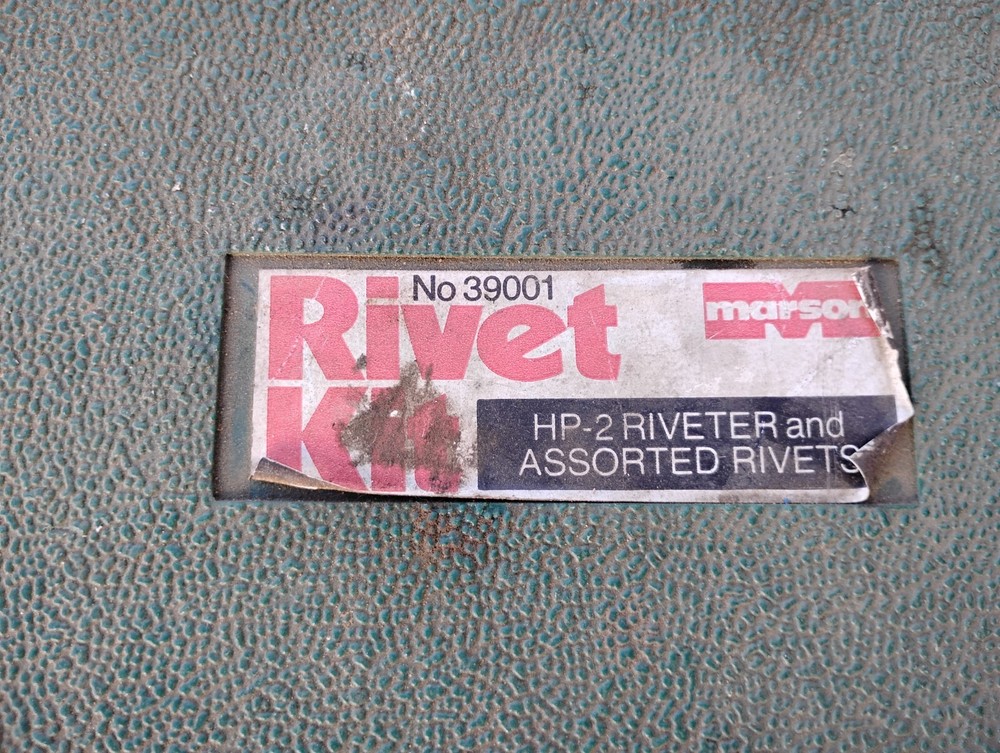 No 39001
Rivet
Kit
marson
HP-2 RIVETER and
ASSORTED RIVETS